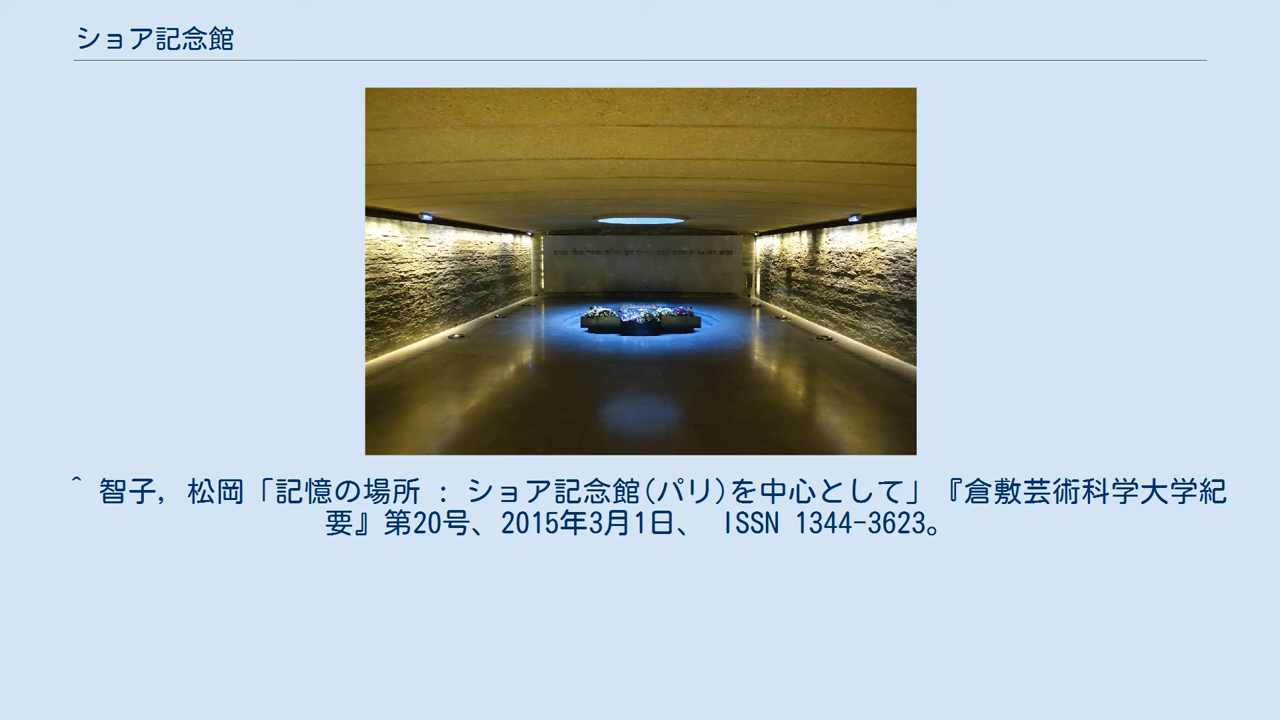 ショア記念館
^ 智子, 松岡「記憶の場所 : ショア記念館(パリ)を中心として」『倉敷芸術科学大学紀
要』第20号、2015年3月1日、 ISSN 1344-3623。